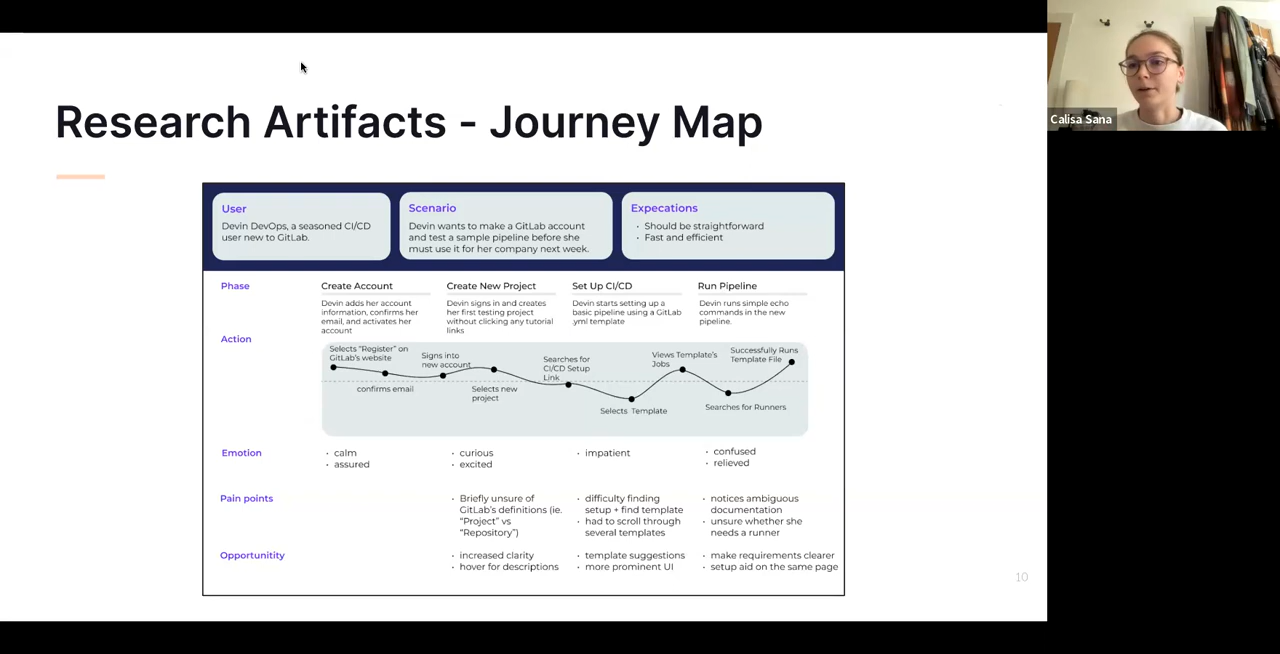 Research Artifacts - Journey Map
Calisa Sana
User
Devin DevOps, a seasoned CI/CD
user new to GitLab.
Scenario
Devin wants to make a GitLab account
and test a sample pipeline before she
must use it for her company next week.
Expecations
• Should be straightforward
• Fast and efficient
Phase
Create Account
Devin adds her account
information, confirms her
email, and activates her
account
Create New Project
Devin signs in and creates
her first testing project
without clicking any tutorial
links
Set Up CI/CD
Devin starts setting up a
basic pipeline using a GitLab
.yml template
Run Pipeline
Devin runs simple echo
commands in the new
pipeline.
Action
Selects "Register" on
GitLab's website
confirms email
Signs into
new account
Selects new
project
Searches for
CI/CD Setup
Link
Selects Template
Views Template's
Jobs
Searches for Runners
Successfully Runs
Template File
Emotion
• calm
• assured
• curious
• excited
• impatient
• confused
• relieved
Pain points
• Briefly unsure of
GitLab's definitions (ie.
"Project" vs
"Repository")
• difficulty finding
setup + find template
• had to scroll through
several templates
• notices ambiguous
documentation
• unsure whether she
needs a runner
Opportunitity
• increased clarity
• hover for descriptions
• template suggestions
• more prominent UI
• make requirements clearer
• setup aid on the same page
10